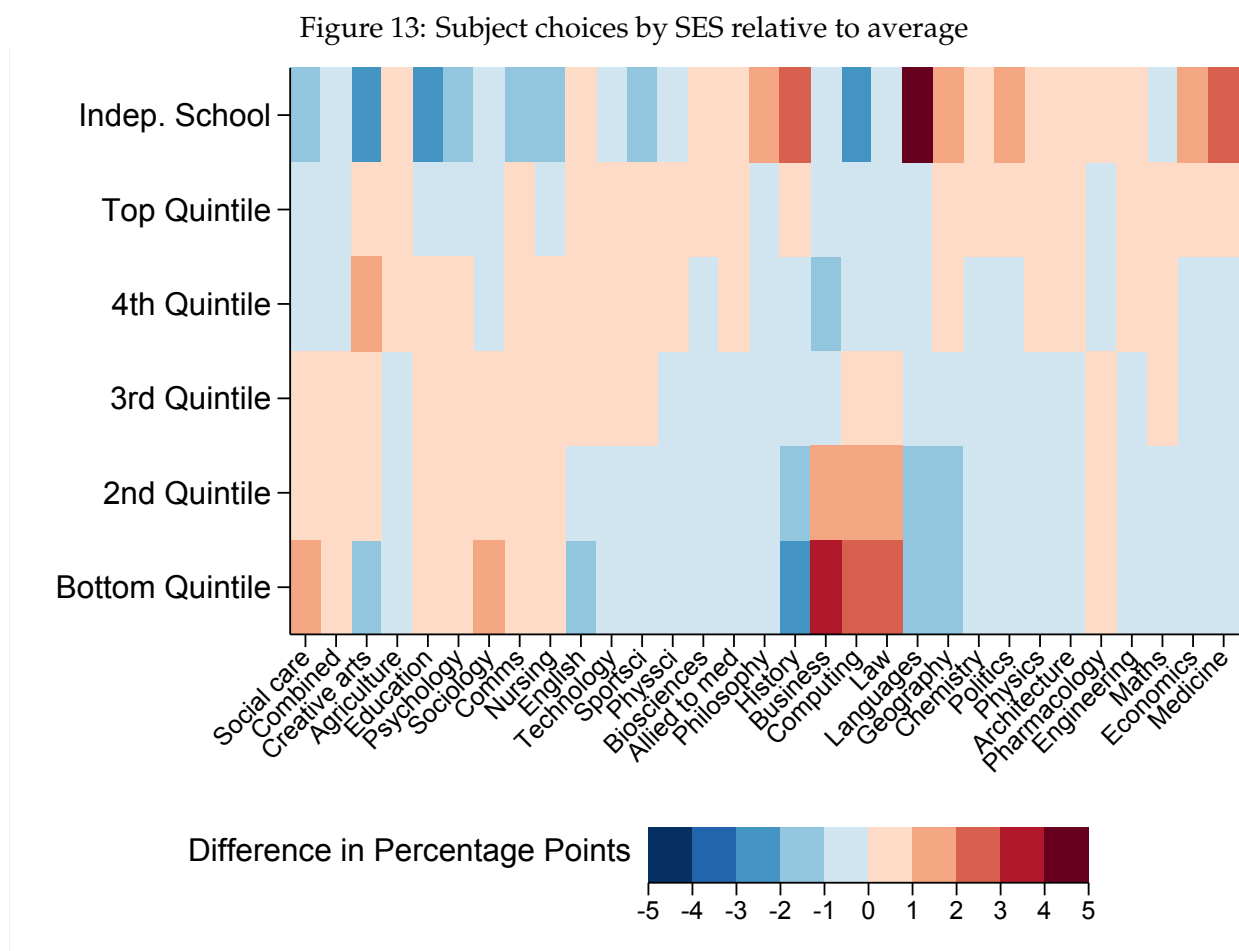 Figure 13: Subject choices by SES relative to average
Indep. School
Top Quintile
4th Quintile
3rd Quintile
2nd Quintile
Bottom Quintile
Social care
Combined
Creative arts
Agriculture
Education
Psychology
Sociology
Comms
Nursing
English
Technology
Sportsci
Physsci
Biosciences
Allied to med
Philosophy
History
Business
Computing
Law
Languages
Geography
Chemistry
Politics
Physics
Architecture
Pharmacology
Engineering
Maths
Economics
Medicine
Difference in Percentage Points
-5 -4 -3 -2 -1 0 1 2 3 4 5